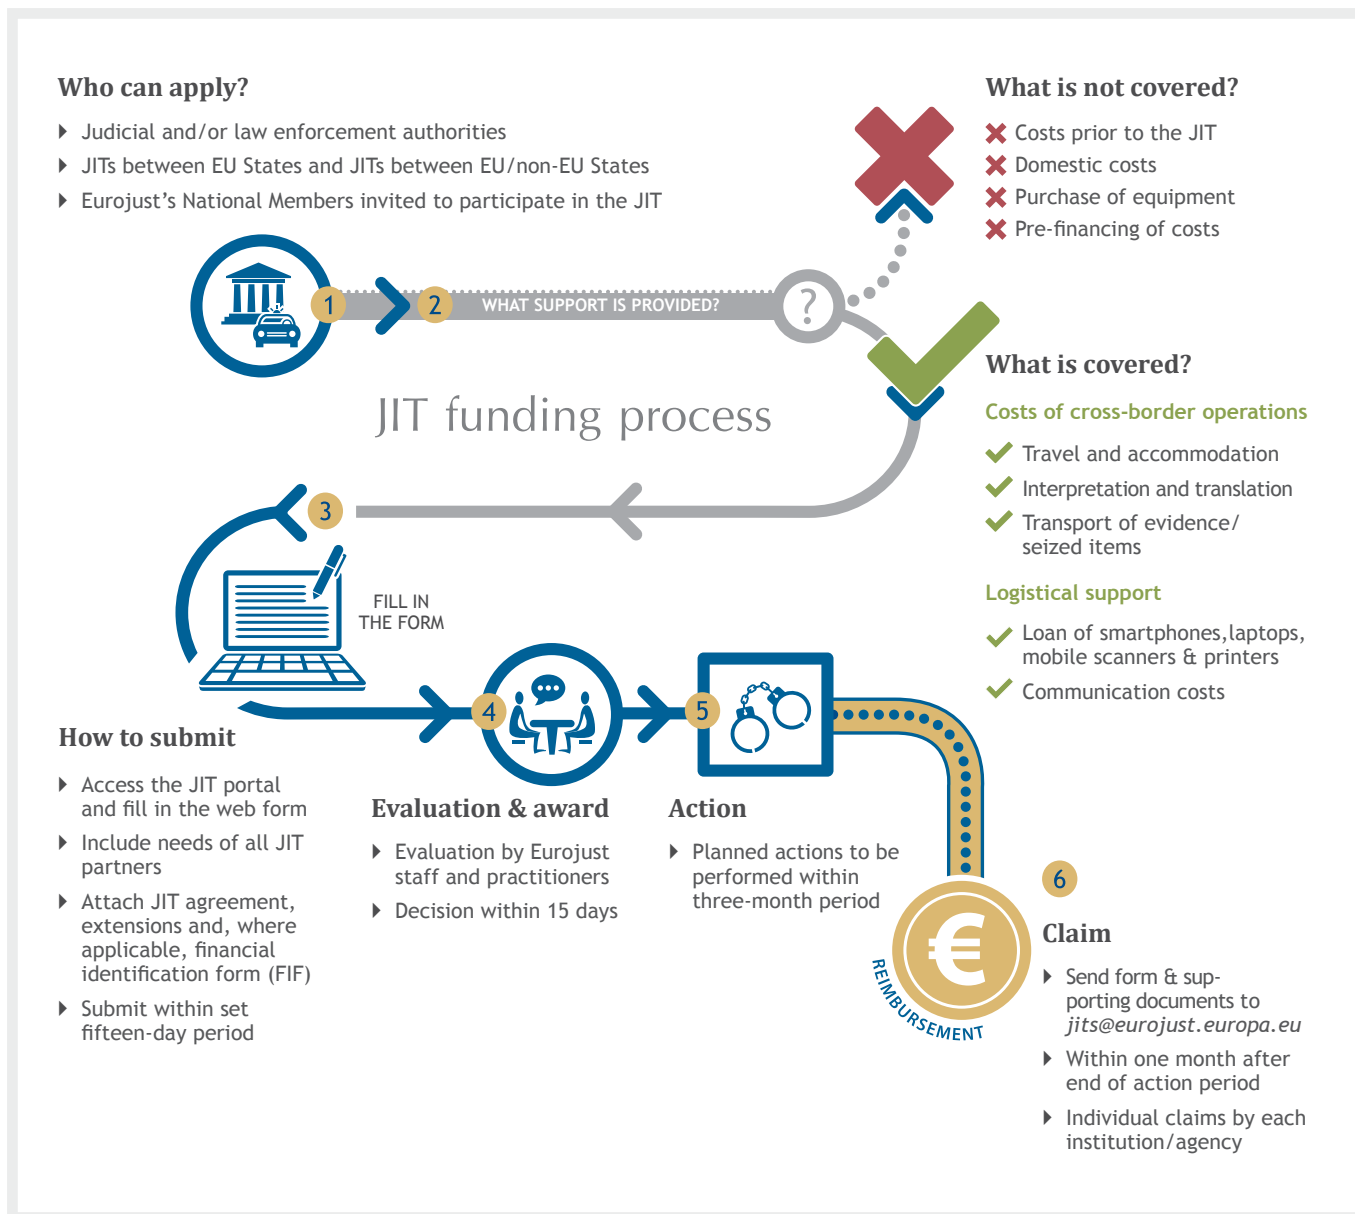 Who can apply?
Judicial and/or law enforcement authorities
JITs between EU States and JITs between EU/non-EU States
Eurojust's National Members invited to participate in the JIT
What is not covered?
Costs prior to the JIT
Domestic costs
Purchase of equipment
Pre-financing of costs
1
2
WHAT SUPPORT IS PROVIDED?
?
JIT funding process
What is covered?
Costs of cross-border operations
Travel and accommodation
Interpretation and translation
Transport of evidence/
seized items
Logistical support
Loan of smartphones,laptops,
mobile scanners & printers
Communication costs
3
FILL IN
THE FORM
How to submit
Access the JIT portal
and fill in the web form
Include needs of all JIT
partners
Attach JIT agreement,
extensions and, where
applicable, financial
identification form (FIF)
Submit within set
fifteen-day period
4
Evaluation & award
Evaluation by Eurojust
staff and practitioners
Decision within 15 days
5
Action
Planned actions to be
performed within
three-month period
€
REIMBURSEMENT
6
Claim
Send form & sup-
porting documents to
jits@eurojust.europa.eu
Within one month after
end of action period
Individual claims by each
institution/agency